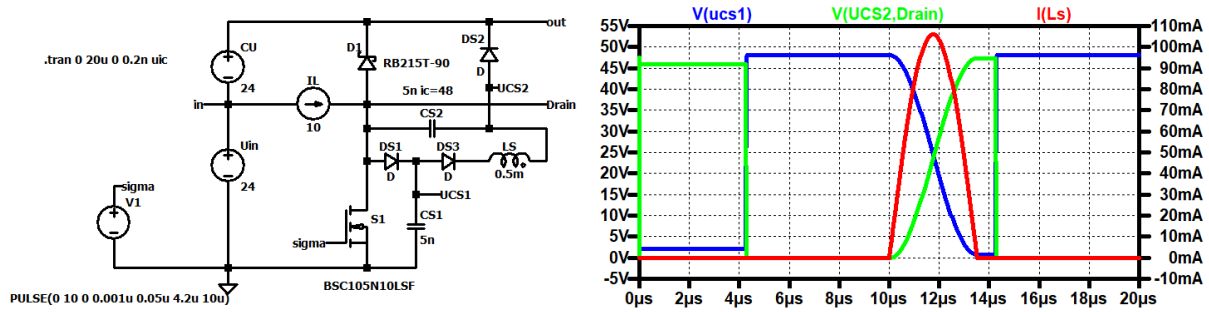 V(ucs1) V(UCS2,Drain) I(Ls)
out
CU
D1
DS2
.tran 0 20u 0 0.2n uic
RB215T-90
D
24
IL
5n ic=48
UCS2
in
Drain
10
CS2
Uin
DS1
DS3
LS
24
D
D
0.5m
sigma
V1
UCS1
S1
CS1
sigma
5n
PULSE(0 10 0 0.001u 0.05u 4.2u 10u)
BSC105N10LSF
55V
50V
45V
40V
35V
30V
25V
20V
15V
10V
5V
0V
-5V
110mA
100mA
90mA
80mA
70mA
60mA
50mA
40mA
30mA
20mA
10mA
0mA
-10mA
0µs 2µs 4µs 6µs 8µs 10µs 12µs 14µs 16µs 18µs 20µs